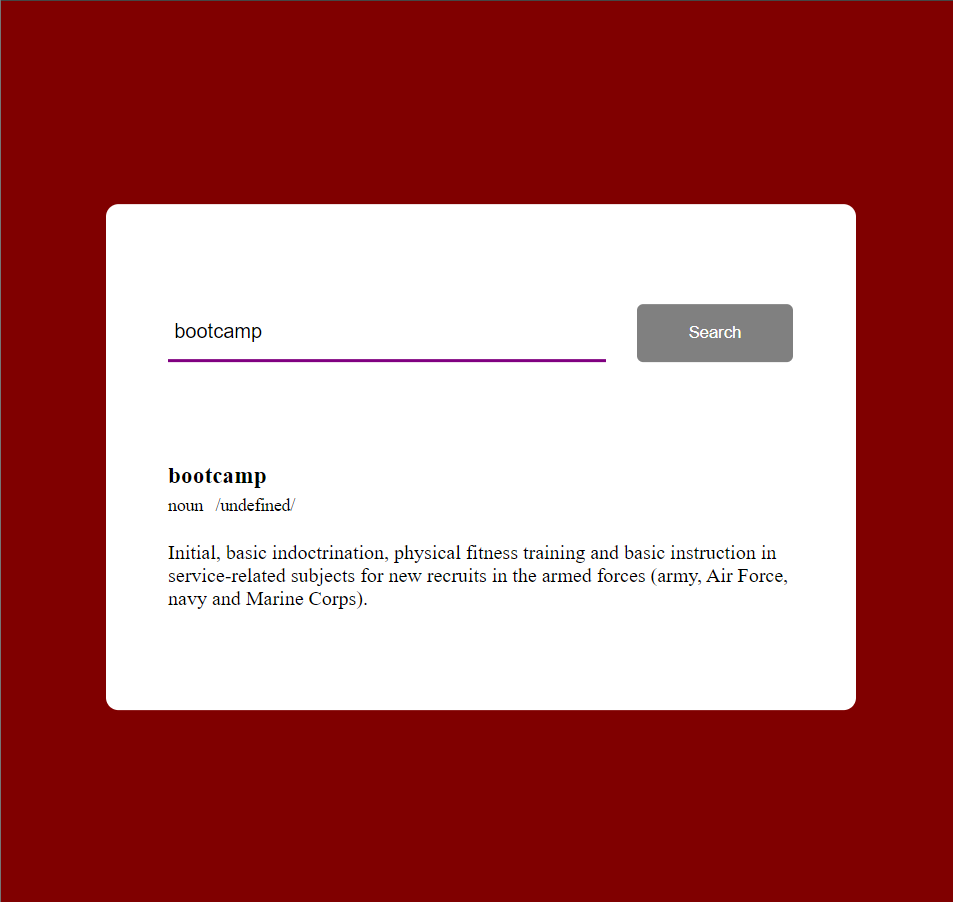 bootcamp
Search
bootcamp
noun /undefined/
Initial, basic indoctrination, physical fitness training and basic instruction in
service-related subjects for new recruits in the armed forces (army, Air Force,
navy and Marine Corps).